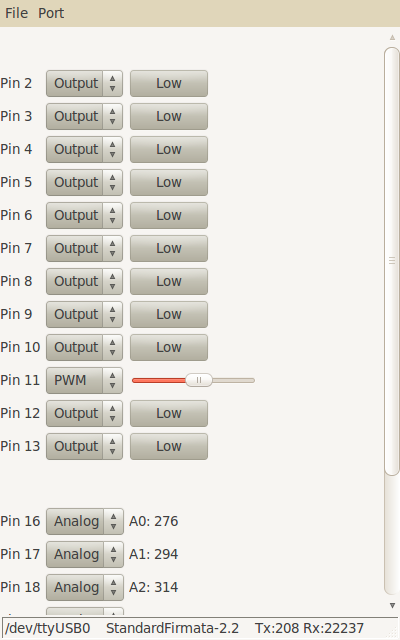 File Port
Pin 2 Output Low
Pin 3 Output Low
Pin 4 Output Low
Pin 5 Output Low
Pin 6 Output Low
Pin 7 Output Low
Pin 8 Output Low
Pin 9 Output Low
Pin 10 Output Low
Pin 11 PWM
Pin 12 Output Low
Pin 13 Output Low
Pin 16 Analog A0: 276
Pin 17 Analog A1: 294
Pin 18 Analog A2: 314
/dev/ttyUSB0 StandardFirmata-2.2 Tx:208 Rx:22237